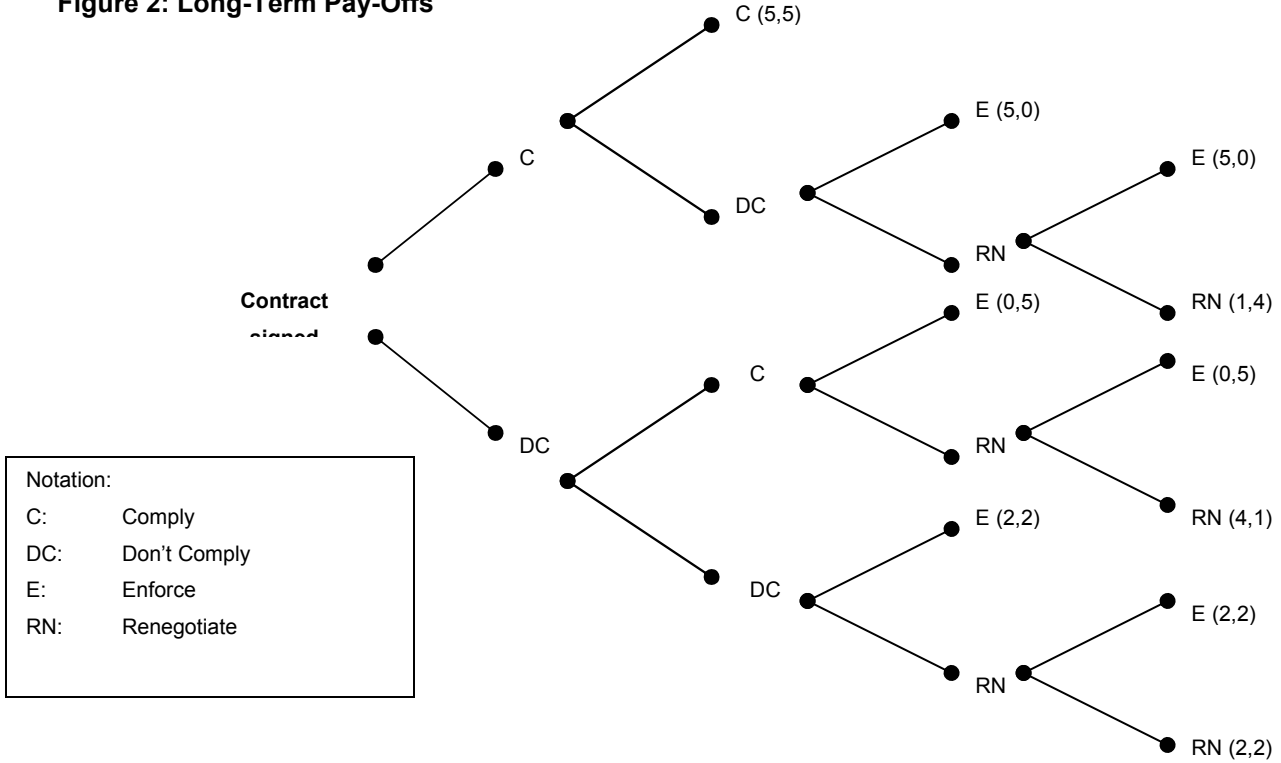 Figure 2: Long-Term Pay-Offs
C (5,5)
E (5,0)
C
E (5,0)
DC
RN
RN (1,4)
Contract
signed
E (0,5)
C
E (0,5)
RN
DC
RN (4,1)
E (2,2)
DC
E (2,2)
RN
RN (2,2)
Notation:
C: Comply
DC: Don't Comply
E: Enforce
RN: Renegotiate